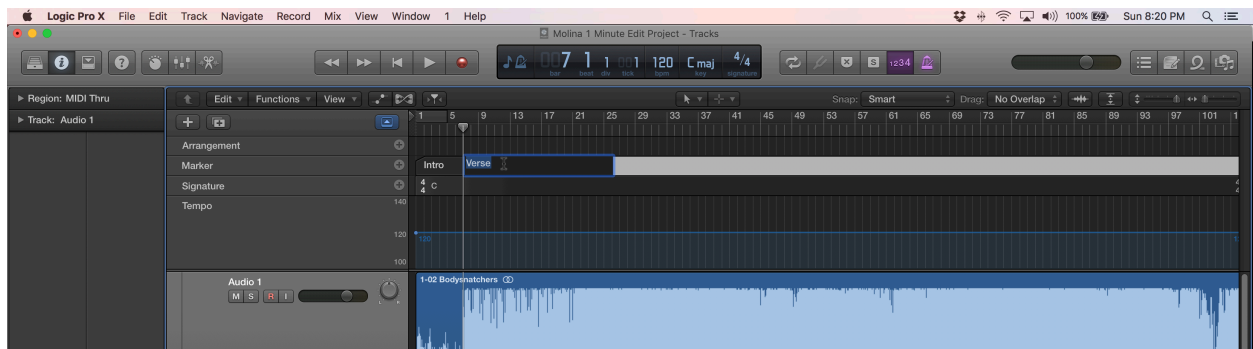 Logic Pro X File Edit Track Navigate Record Mix View Window 1 Help 100% Sun 8:20 PM
Molina 1 Minute Edit Project - Tracks
007 1 1 001 120 C maj 4/4
bar beat div tick bpm key signature
1234
Region: MIDI Thru
Edit Functions View Snap: Smart Drag: No Overlap
Track: Audio 1
1 5 9 13 17 21 25 29 33 37 41 45 49 53 57 61 65 69 73 77 81 85 89 93 97 101 1
Arrangement
Marker Intro Verse
Signature 4/4 C
Tempo 140
120 120
100
Audio 1 1-02 Bodysnatchers
M S R I
L R